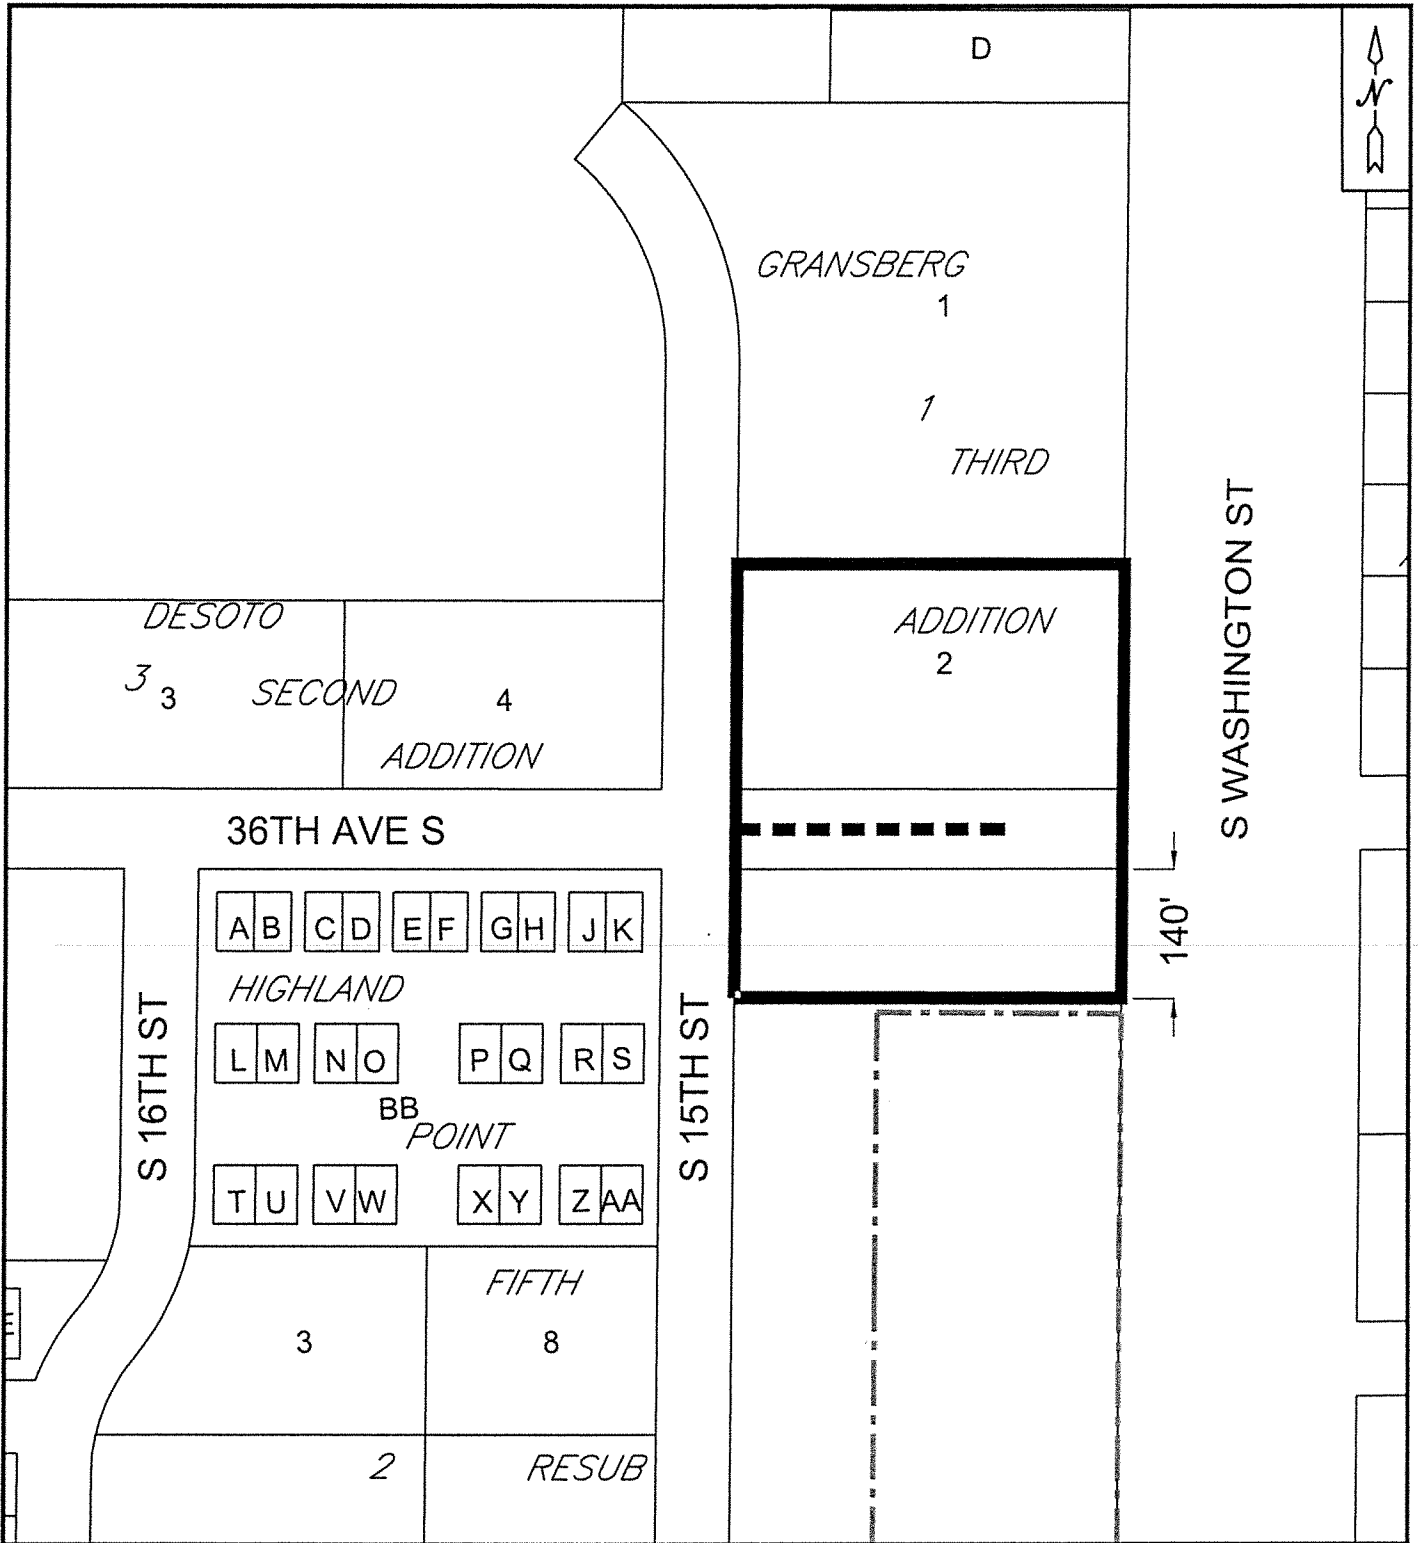 D
N
GRANSBERG
1
1
THIRD
S WASHINGTON ST
DESOTO
ADDITION
2
3
3
SECOND
4
ADDITION
36TH AVE S
140'
A B C D E F G H J K
HIGHLAND
S 16TH ST
S 15TH ST
L M N O P Q R S
BB
POINT
T U V W X Y Z AA
FIFTH
E
3
8
2
RESUB